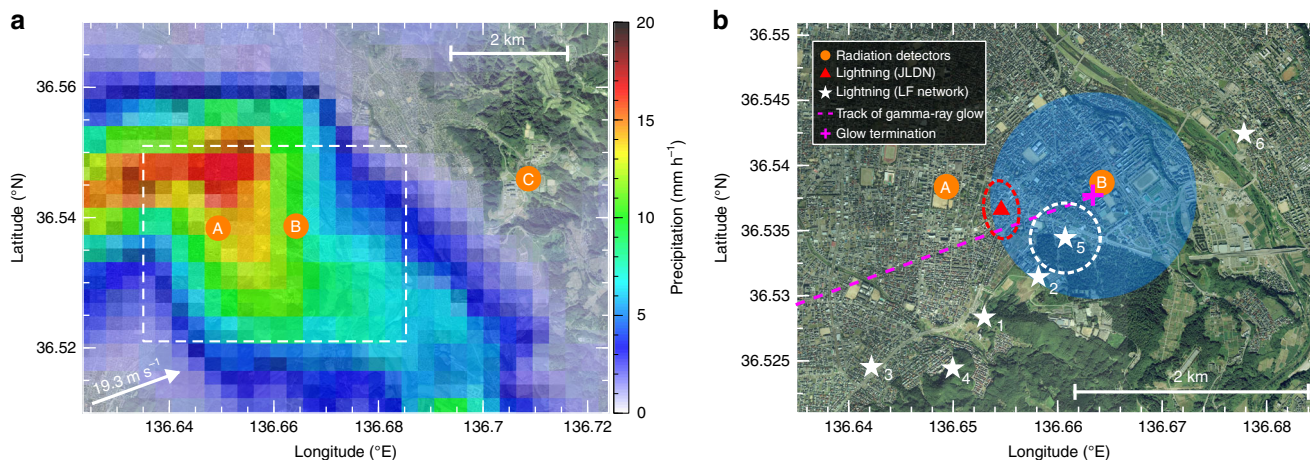 a
2 km
36.56
36.54
36.52
Latitude (°N)
A
B
C
19.3 m s⁻¹
136.64
136.66
136.68
136.7
136.72
Longitude (°E)
20
15
10
5
0
Precipitation (mm h⁻¹)
b
36.55
36.545
36.54
36.535
36.53
36.525
Latitude (°N)
Radiation detectors
Lightning (JLDN)
Lightning (LF network)
Track of gamma-ray glow
Glow termination
A
B
6
5
2
1
3
4
2 km
136.64
136.65
136.66
136.67
136.68
Longitude (°E)